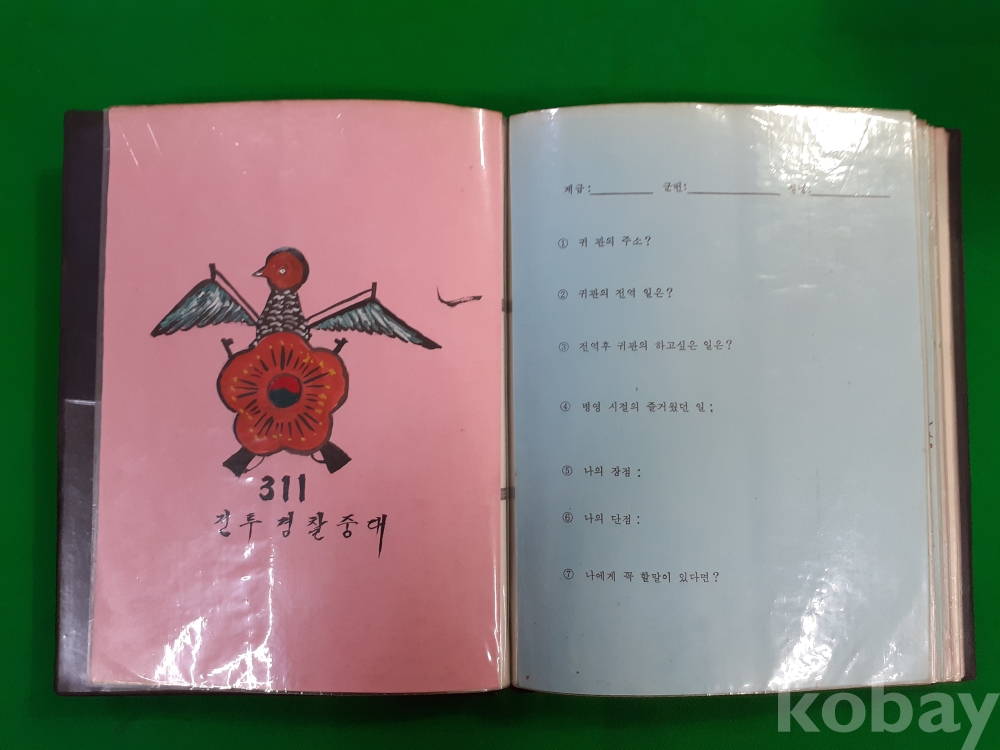 311
전투경찰중대
계급: 군번: 성명:
① 귀 관의 주소?
② 귀관의 전역 일은?
③ 전역후 귀관의 하고싶은 일은?
④ 병영 시절의 즐거웠던 일:
⑤ 나의 장점:
⑥ 나의 단점:
⑦ 나에게 꼭 할말이 있다면?
kobay